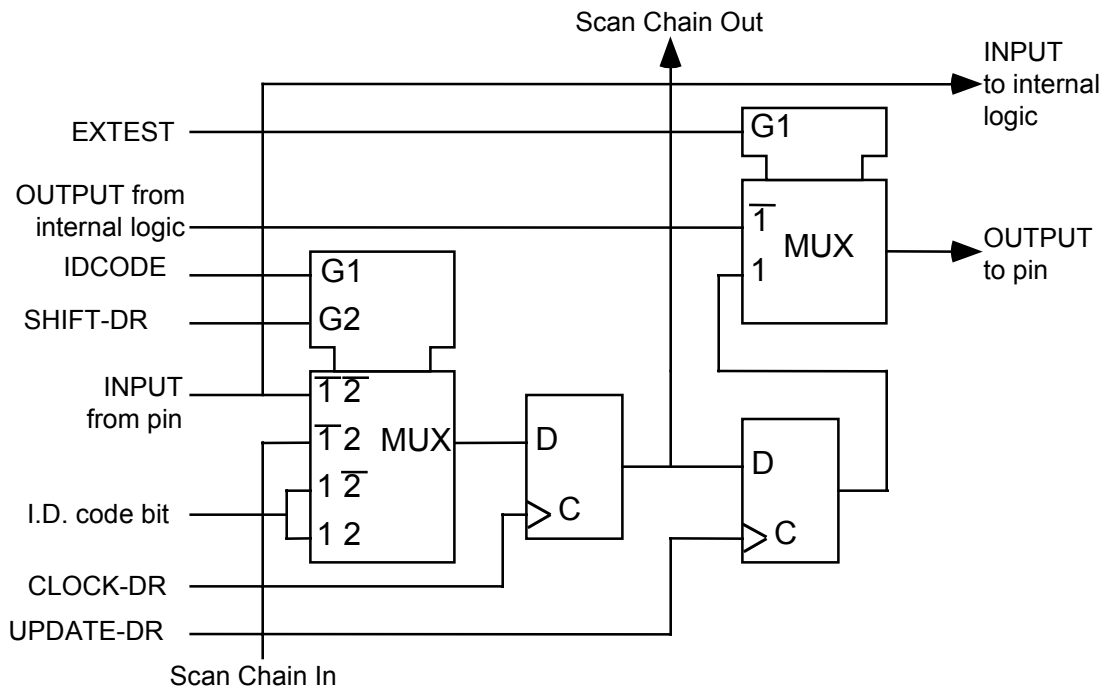 Scan Chain Out
INPUT
to internal
logic
EXTEST
G1
OUTPUT from
internal logic
1̅
MUX
1
OUTPUT
to pin
IDCODE
G1
SHIFT-DR
G2
INPUT
from pin
1̅ 2̅
1̅ 2
MUX
1 2̅
1 2
D
C
D
C
I.D. code bit
CLOCK-DR
UPDATE-DR
Scan Chain In